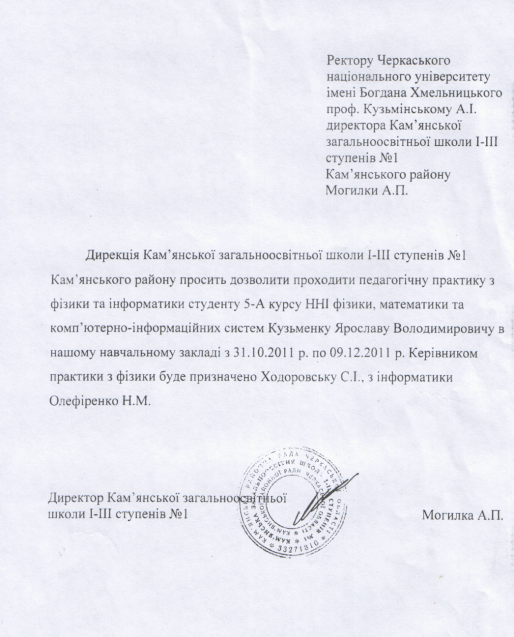 Ректору Черкаського
національного університету
імені Богдана Хмельницького
проф. Кузьмінському А.І.
директора Кам’янської
загальноосвітньої школи І-ІІІ
ступенів №1
Кам’янського району
Могилки А.П.
Дирекція Кам’янської загальноосвітньої школи І-ІІІ ступенів №1
Кам’янського району просить дозволити проходити педагогічну практику з
фізики та інформатики студенту 5-А курсу ННІ фізики, математики та
комп’ютерно-інформаційних систем Кузьменку Ярославу Володимировичу в
нашому навчальному закладі з 31.10.2011 р. по 09.12.2011 р. Керівником
практики з фізики буде призначено Ходоровську С.І., з інформатики
Олефіренко Н.М.
Директор Кам’янської загальноосвітньої
школи І-ІІІ ступенів №1
Могилка А.П.
33271810